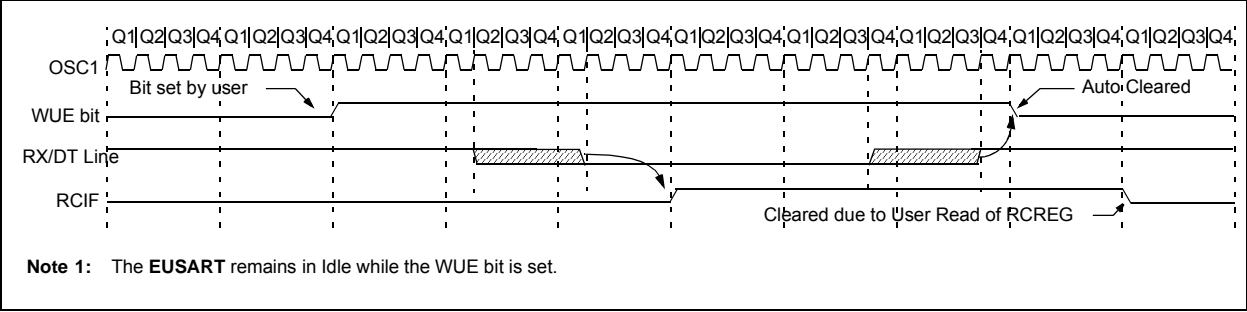 Q1|Q2|Q3|Q4 Q1|Q2|Q3|Q4 Q1|Q2|Q3|Q4 Q1|Q2|Q3|Q4 Q1|Q2|Q3|Q4 Q1|Q2|Q3|Q4 Q1|Q2|Q3|Q4 Q1|Q2|Q3|Q4 Q1|Q2|Q3|Q4 Q1|Q2|Q3|Q4
OSC1
Bit set by user
Auto Cleared
WUE bit
RX/DT Line
RCIF
Cleared due to User Read of RCREG
Note 1: The EUSART remains in Idle while the WUE bit is set.